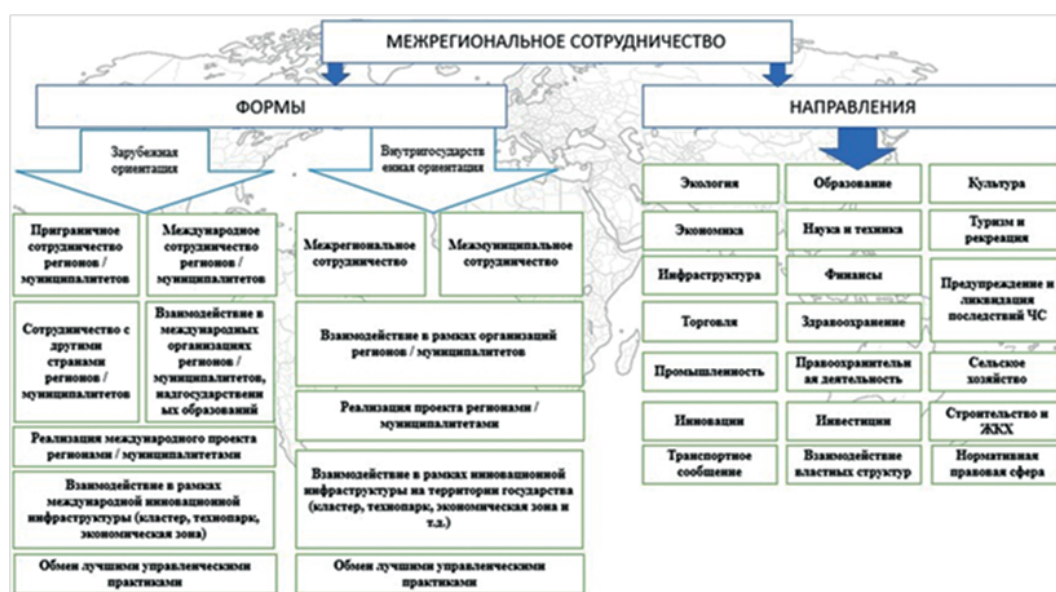 МЕЖРЕГИОНАЛЬНОЕ СОТРУДНИЧЕСТВО
ФОРМЫ
НАПРАВЛЕНИЯ
Зарубежная
ориентация
Внутригосударств
енная ориентация
Приграничное
сотрудничество
регионов /
муниципалитетов
Международное
сотрудничество
регионов /
муниципалитетов
Межрегиональное
сотрудничество
Межмуниципальное
сотрудничество
Сотрудничество с
другими
странами
регионов /
муниципалитетов
Взаимодействие в
международных
организациях
регионов /
муниципалитетов,
надгосударствен
ных образований
Взаимодействие в рамках организаций
регионов / муниципалитетов
Реализация международного проекта
регионами / муниципалитетами
Реализация проекта регионами /
муниципалитетами
Взаимодействие в рамках
международной инновационной
инфраструктуры (кластер, технопарк,
экономическая зона)
Взаимодействие в рамках инновационной
инфраструктуры на территории государства
(кластер, технопарк, экономическая зона и
т.д.)
Обмен лучшими управленческими
практиками
Обмен лучшими управленческими
практиками
Экология
Образование
Культура
Экономика
Наука и техника
Туризм и
рекреация
Инфраструктура
Финансы
Предупреждение и
ликвидация
последствий ЧС
Торговля
Здравоохранение
Промышленность
Правоохранительн
ая деятельность
Сельское
хозяйство
Инновации
Инвестиции
Строительство и
ЖКХ
Транспортное
сообщение
Взаимодействие
властных структур
Нормативная
правовая сфера